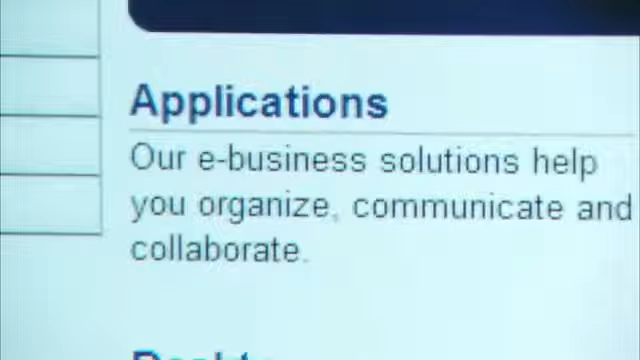 Applications
Our e-business solutions help
you organize, communicate and
collaborate.